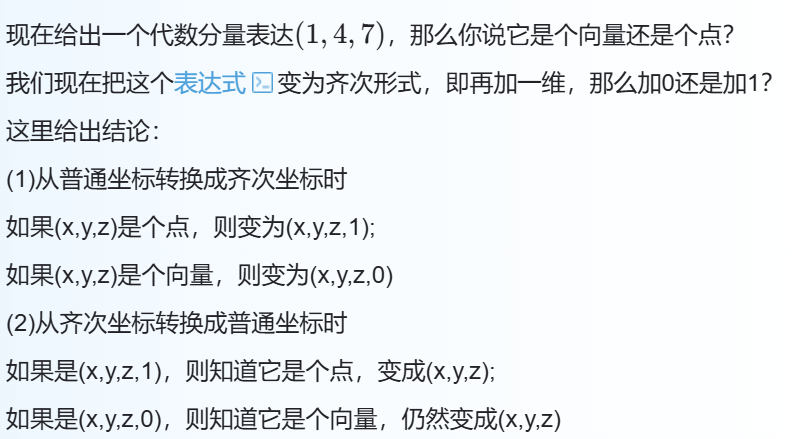 现在给出一个代数分量表达(1, 4, 7)，那么你说它是个向量还是个点？
我们现在把这个表达式变为齐次形式，即再加一维，那么加0还是加1？
这里给出结论：
(1)从普通坐标转换成齐次坐标时
如果(x,y,z)是个点，则变为(x,y,z,1);
如果(x,y,z)是个向量，则变为(x,y,z,0)
(2)从齐次坐标转换成普通坐标时
如果是(x,y,z,1)，则知道它是个点，变成(x,y,z);
如果是(x,y,z,0)，则知道它是个向量，仍然变成(x,y,z)